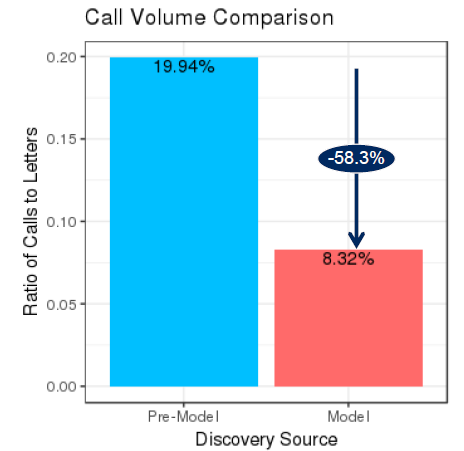 Call Volume Comparison
Ratio of Calls to Letters
0.20
0.15
0.10
0.05
0.00
19.94%
-58.3%
8.32%
Pre-Model
Model
Discovery Source